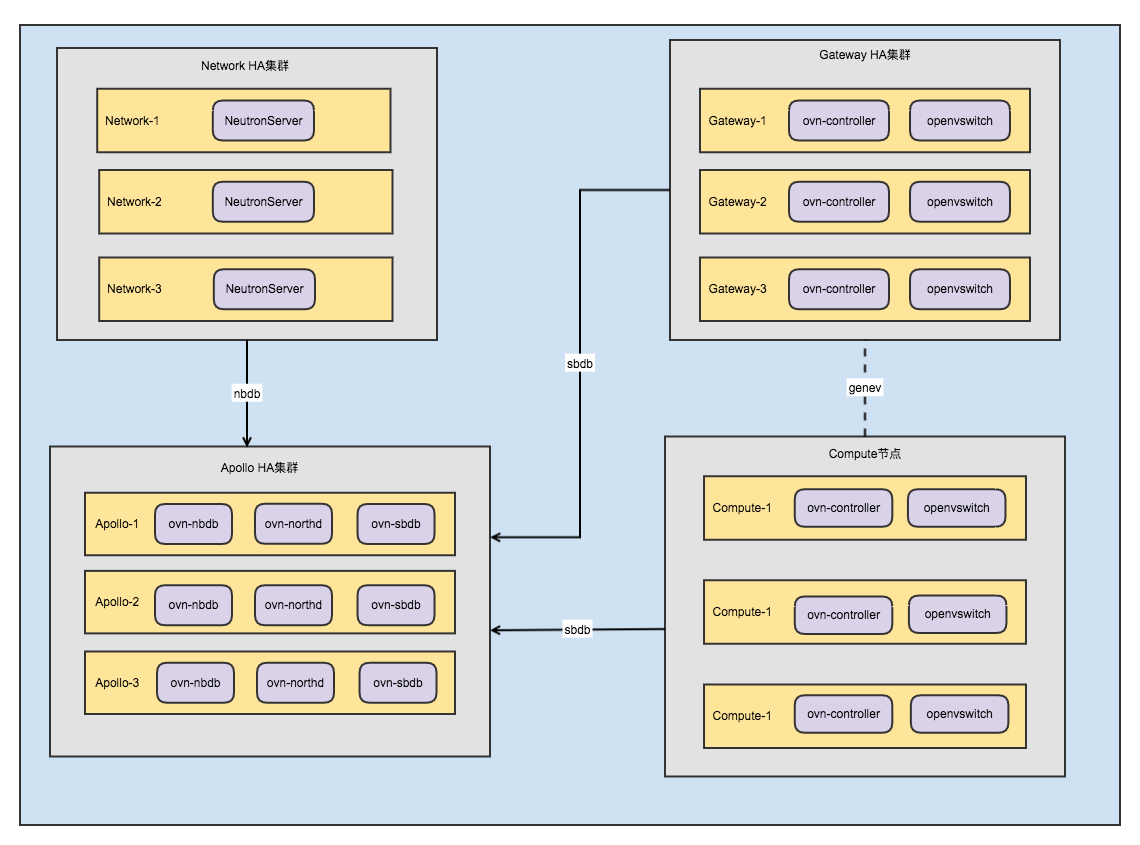 Network HA集群
Network-1
NeutronServer
Network-2
NeutronServer
Network-3
NeutronServer
Gateway HA集群
Gateway-1
ovn-controller
openvswitch
Gateway-2
ovn-controller
openvswitch
Gateway-3
ovn-controller
openvswitch
nbdb
sbdb
genev
Apollo HA集群
Apollo-1
ovn-nbdb
ovn-northd
ovn-sbdb
Apollo-2
ovn-nbdb
ovn-northd
ovn-sbdb
Apollo-3
ovn-nbdb
ovn-northd
ovn-sbdb
sbdb
Compute节点
Compute-1
ovn-controller
openvswitch
Compute-1
ovn-controller
openvswitch
Compute-1
ovn-controller
openvswitch